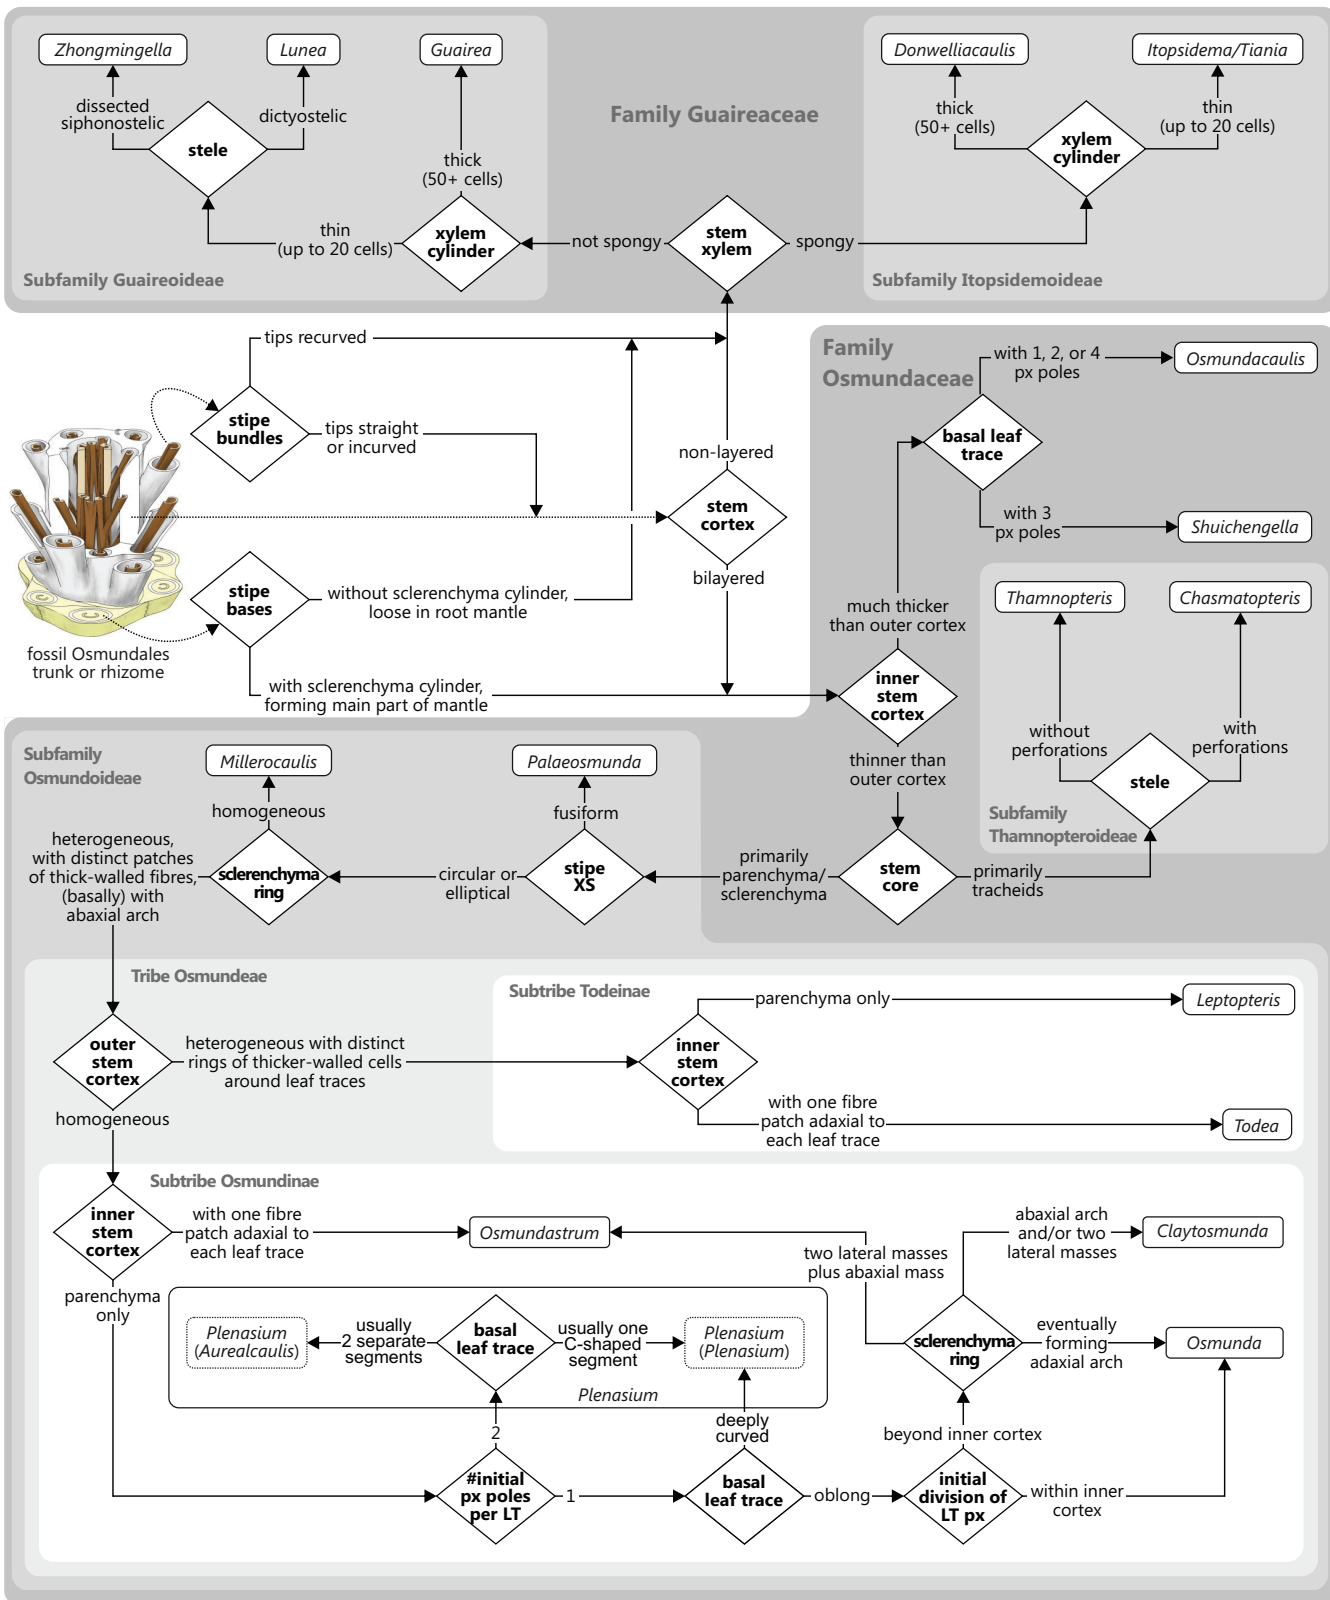 Zhongmingella
Lunea
Guairea
Donwelliacaulis
Itopsidema/Tiania
Family Guaireaceae
dissected
siphonostelic
dictyostelic
stele
thick
(50+ cells)
thick
(50+ cells)
thin
(up to 20 cells)
xylem
cylinder
thin
(up to 20 cells)
xylem
cylinder
not spongy
stem
xylem
spongy
Subfamily Guaireoideae
Subfamily Itopsidemoideae
tips recurved
stipe
bundles
tips straight
or incurved
non-layered
stem
cortex
bilayered
stipe
bases
without sclerenchyma cylinder,
loose in root mantle
fossil Osmundales
trunk or rhizome
with sclerenchyma cylinder,
forming main part of mantle
Family
Osmundaceae
with 1, 2, or 4
px poles
Osmundacaulis
basal leaf
trace
with 3
px poles
Shuichengella
Thamnopteris
Chasmatopteris
much thicker
than outer cortex
inner
stem
cortex
thinner than
outer cortex
without
perforations
with
perforations
stele
Subfamily
Thamnopteroideae
Subfamily
Osmundoideae
Millerocaulis
Palaeosmunda
homogeneous
fusiform
heterogeneous,
with distinct patches
of thick-walled fibres,
(basally) with
abaxial arch
sclerenchyma
ring
circular or
elliptical
stipe
XS
primarily
parenchyma/
sclerenchyma
stem
core
primarily
tracheids
Tribe Osmundeae
Subtribe Todeinae
parenchyma only
Leptopteris
outer
stem
cortex
heterogeneous with distinct
rings of thicker-walled cells
around leaf traces
inner
stem
cortex
with one fibre
patch adaxial to
each leaf trace
Todea
homogeneous
Subtribe Osmundinae
inner
stem
cortex
with one fibre
patch adaxial to
each leaf trace
Osmundastrum
two lateral masses
plus abaxial mass
abaxial arch
and/or two
lateral masses
Claytosmunda
parenchyma
only
Plenasium
(Aurealcaulis)
usually
2 separate
segments
basal
leaf trace
usually one
C-shaped
segment
Plenasium
(Plenasium)
Plenasium
sclerenchyma
ring
eventually
forming
adaxial arch
Osmunda
2
deeply
curved
beyond inner cortex
#initial
px poles
per LT
1
basal
leaf trace
oblong
initial
division of
LT px
within inner
cortex